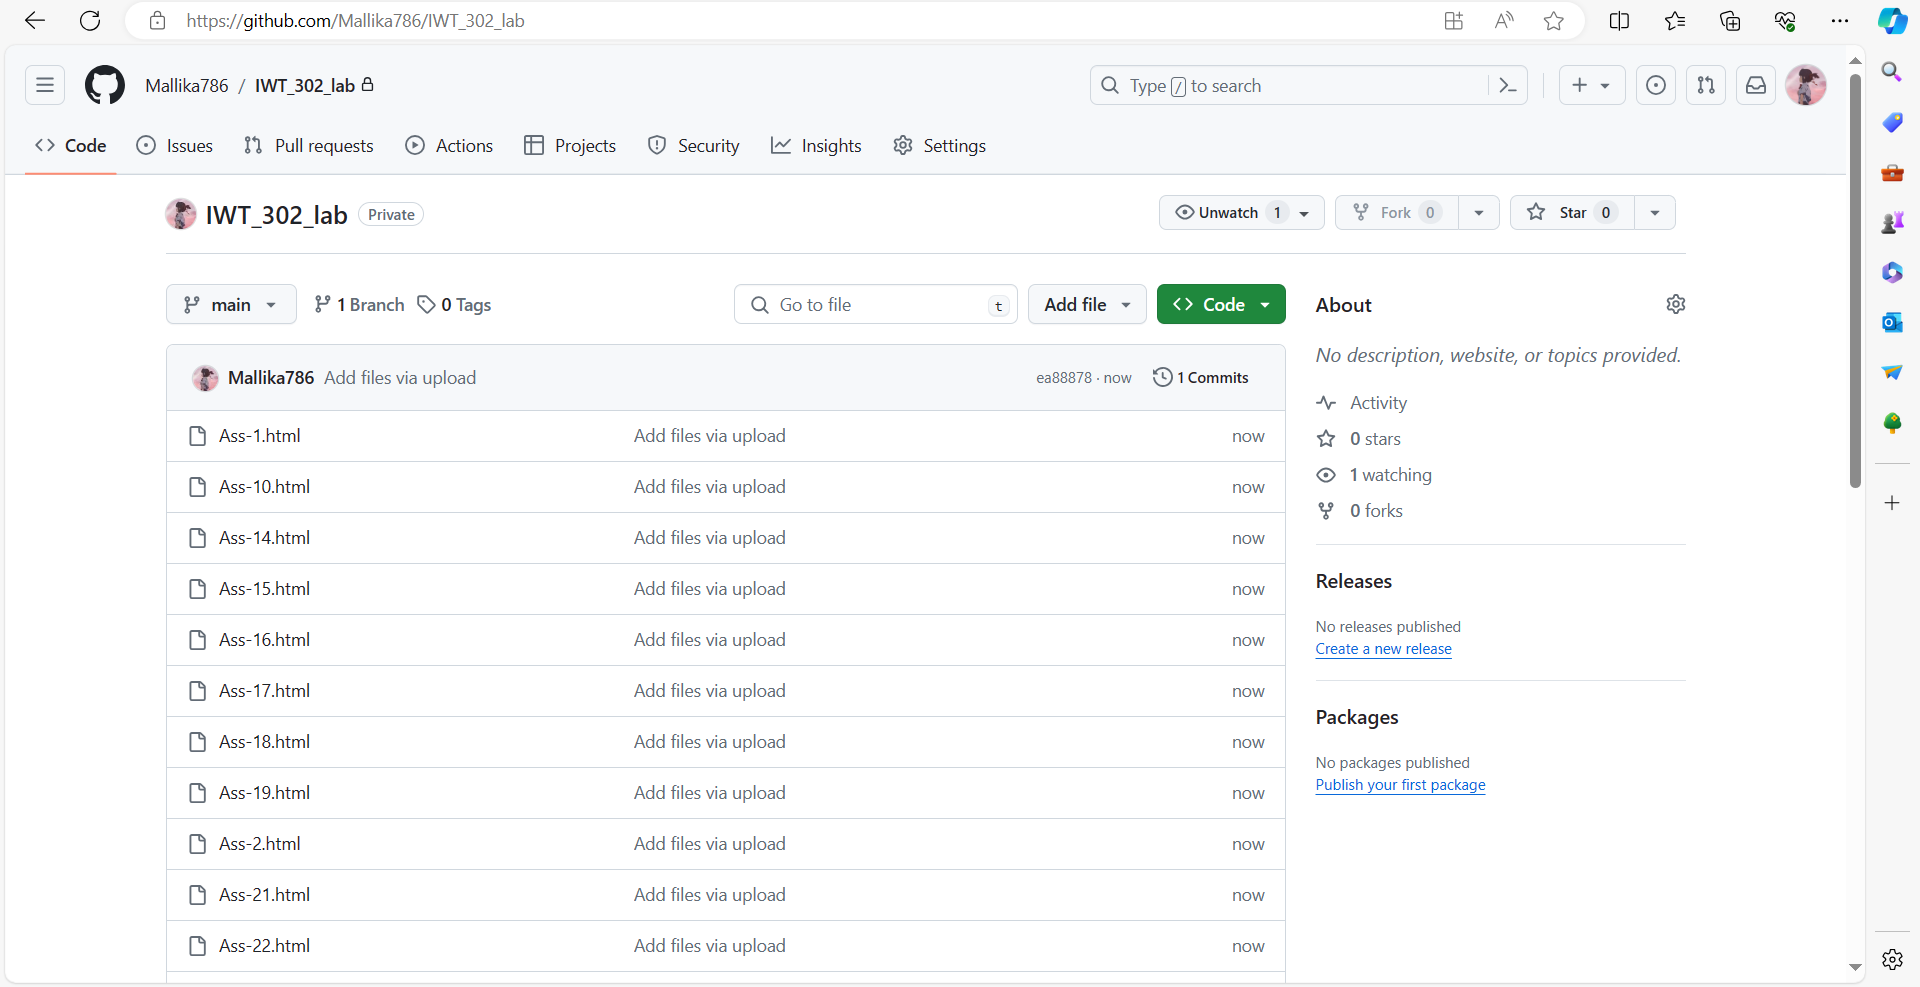 https://github.com/Mallika786/IWT_302_lab
Mallika786 / IWT_302_lab
Type / to search
Code Issues Pull requests Actions Projects Security Insights Settings
IWT_302_lab Private
Unwatch 1 Fork 0 Star 0
main 1 Branch 0 Tags Go to file t Add file Code
About
No description, website, or topics provided.
Mallika786 Add files via upload ea88878 · now 1 Commits
Activity
Ass-1.html Add files via upload now
0 stars
1 watching
Ass-10.html Add files via upload now
0 forks
Ass-14.html Add files via upload now
Releases
Ass-15.html Add files via upload now
No releases published
Ass-16.html Add files via upload now
Create a new release
Ass-17.html Add files via upload now
Packages
Ass-18.html Add files via upload now
No packages published
Publish your first package
Ass-19.html Add files via upload now
Ass-2.html Add files via upload now
Ass-21.html Add files via upload now
Ass-22.html Add files via upload now